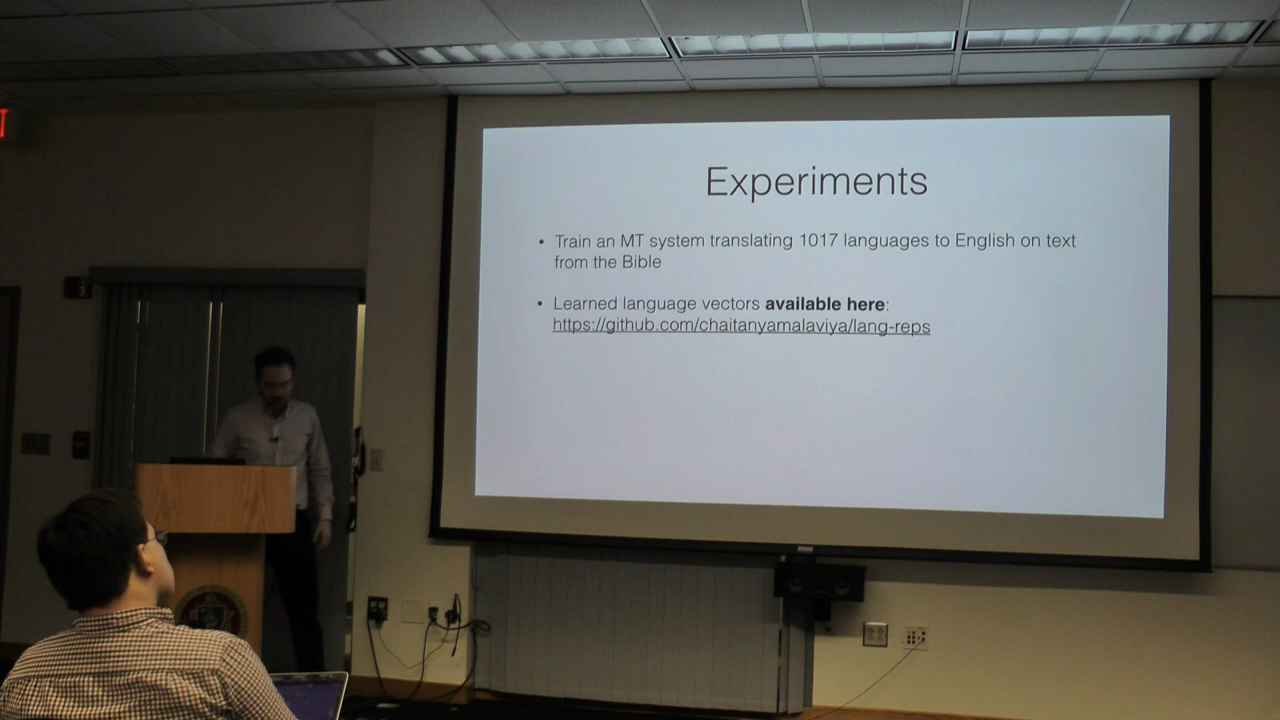 Experiments
• Train an MT system translating 1017 languages to English on text
from the Bible
• Learned language vectors available here:
https://github.com/chaitanyamalaviya/lang-reps